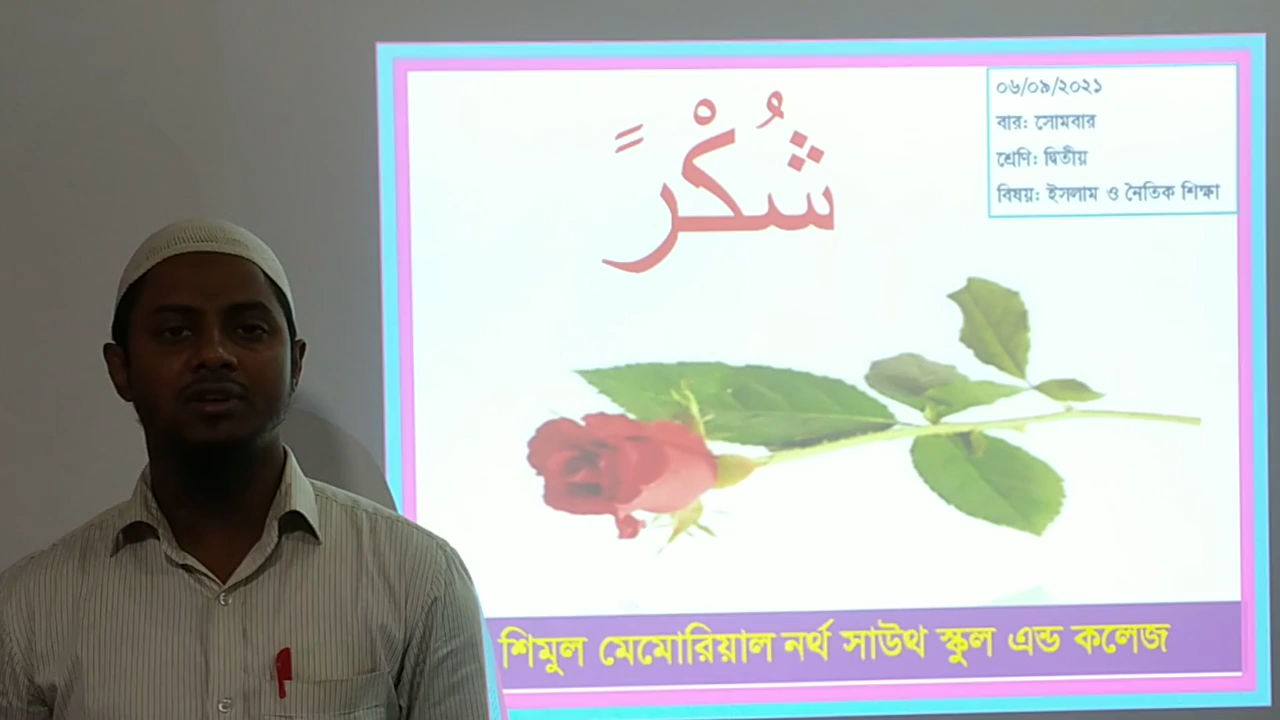 شُكْرً
০৬/০৯/২০২১
বার: সোমবার
শ্রেণি: দ্বিতীয়
বিষয়: ইসলাম ও নৈতিক শিক্ষা
শিমুল মেমোরিয়াল নর্থ সাউথ স্কুল এন্ড কলেজ